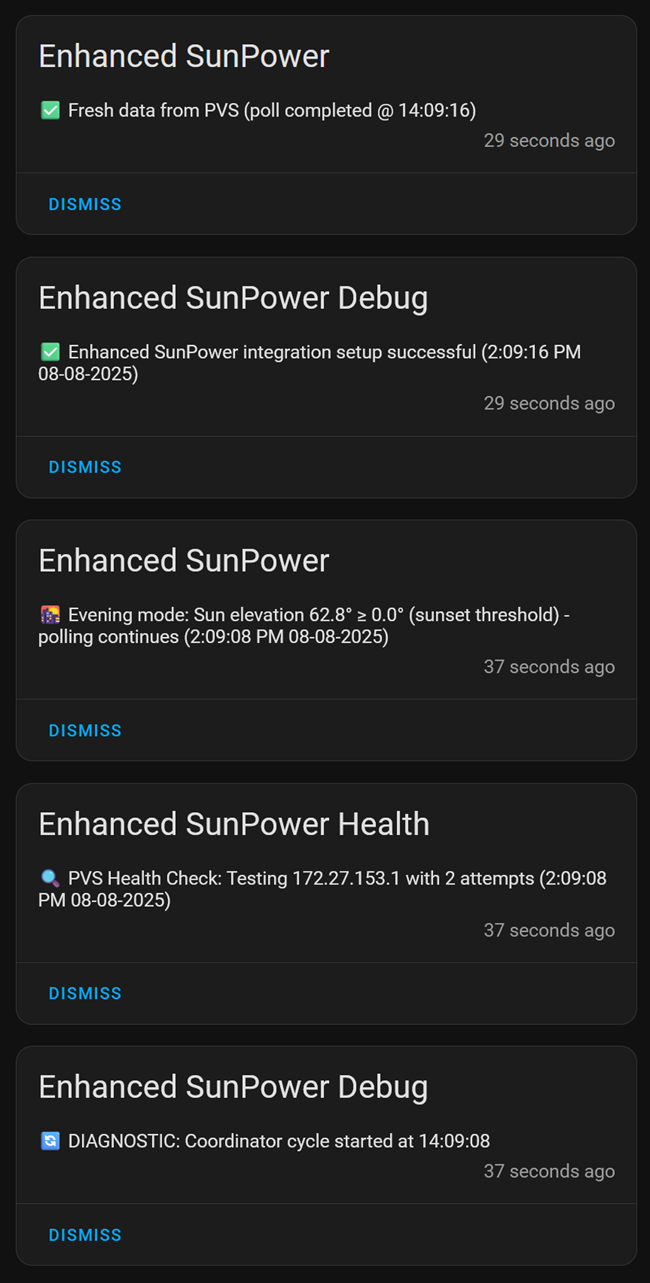 Enhanced SunPower
✅ Fresh data from PVS (poll completed @ 14:09:16)
29 seconds ago
DISMISS
Enhanced SunPower Debug
✅ Enhanced SunPower integration setup successful (2:09:16 PM
08-08-2025)
29 seconds ago
DISMISS
Enhanced SunPower
🌆 Evening mode: Sun elevation 62.8° ≥ 0.0° (sunset threshold) -
polling continues (2:09:08 PM 08-08-2025)
37 seconds ago
DISMISS
Enhanced SunPower Health
🔍 PVS Health Check: Testing 172.27.153.1 with 2 attempts (2:09:08
PM 08-08-2025)
37 seconds ago
DISMISS
Enhanced SunPower Debug
🔄 DIAGNOSTIC: Coordinator cycle started at 14:09:08
37 seconds ago
DISMISS